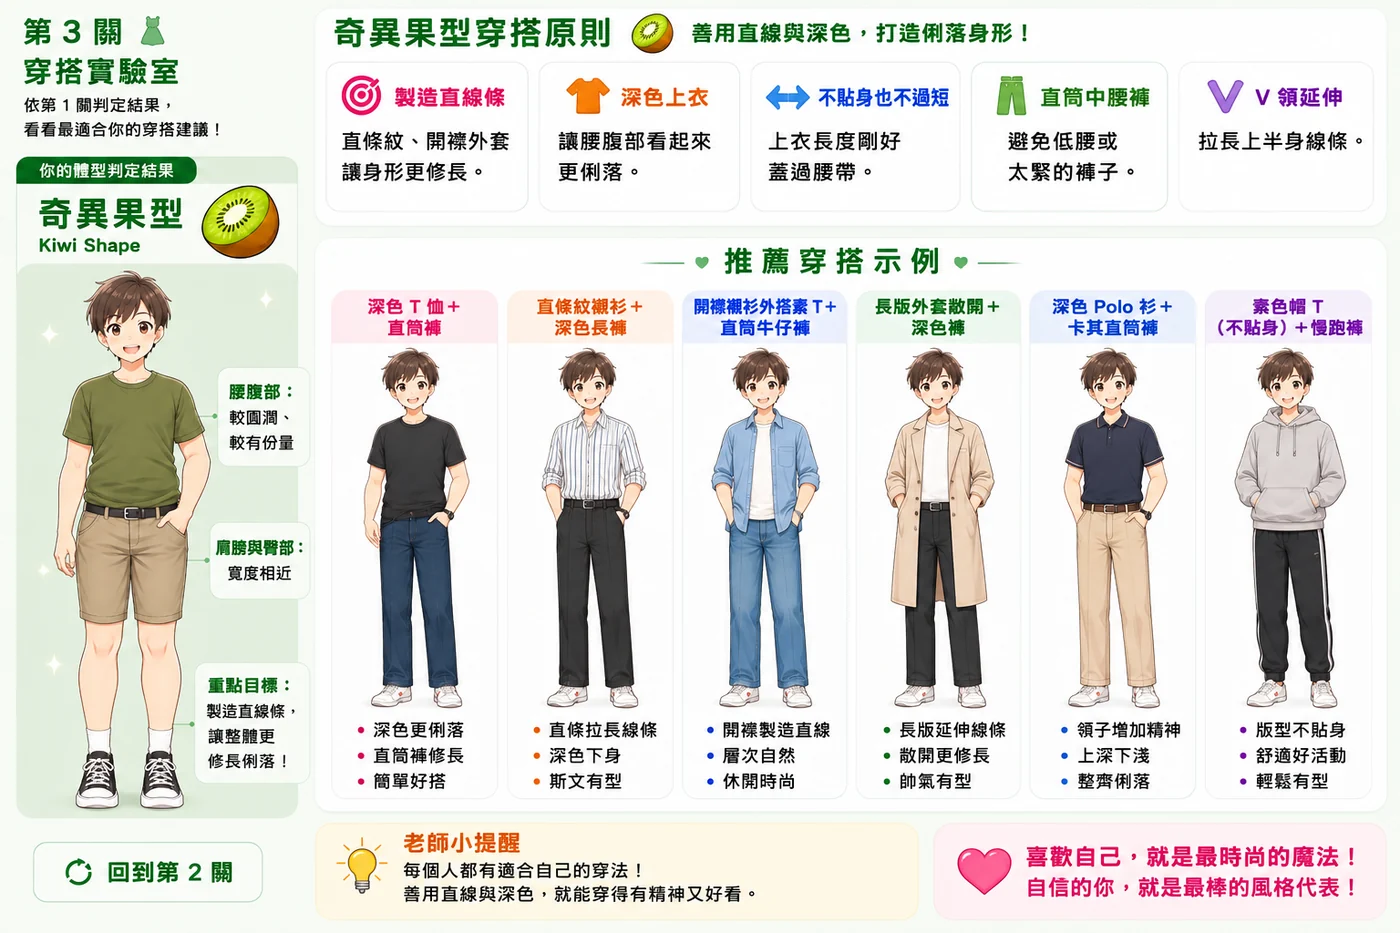 第 3 關
穿搭實驗室
依第 1 關判定結果，
看看最適合你的穿搭建議！
你的體型判定結果
奇異果型
Kiwi Shape
腰腹部：
較圓潤、
較有份量
肩膀與臀部：
寬度相近
重點目標：
製造直線條，
讓整體更
修長俐落！
回到第 2 關
奇異果型穿搭原則
善用直線與深色，打造俐落身形！
製造直線條
直條紋、開襟外套
讓身形更修長。
深色上衣
讓腰腹部看起來
更俐落。
不貼身也不過短
上衣長度剛好
蓋過腰帶。
直筒中腰褲
避免低腰或
太緊的褲子。
V 領延伸
拉長上半身線條。
推薦穿搭示例
深色 T 恤＋
直筒褲
深色更俐落
直筒褲修長
簡單好搭
直條紋襯衫＋
深色長褲
直條拉長線條
深色下身
斯文有型
開襟襯衫外搭素 T＋
直筒牛仔褲
開襟製造直線
層次自然
休閒時尚
長版外套敞開＋
深色褲
長版延伸線條
敞開更修長
帥氣有型
深色 Polo 衫＋
卡其直筒褲
領子增加精神
上深下淺
整齊俐落
素色帽 T
（不貼身）＋慢跑褲
版型不貼身
舒適好活動
輕鬆有型
老師小提醒
每個人都有適合自己的穿法！
善用直線與深色，就能穿得有精神又好看。
喜歡自己，就是最時尚的魔法！
自信的你，就是最棒的風格代表！